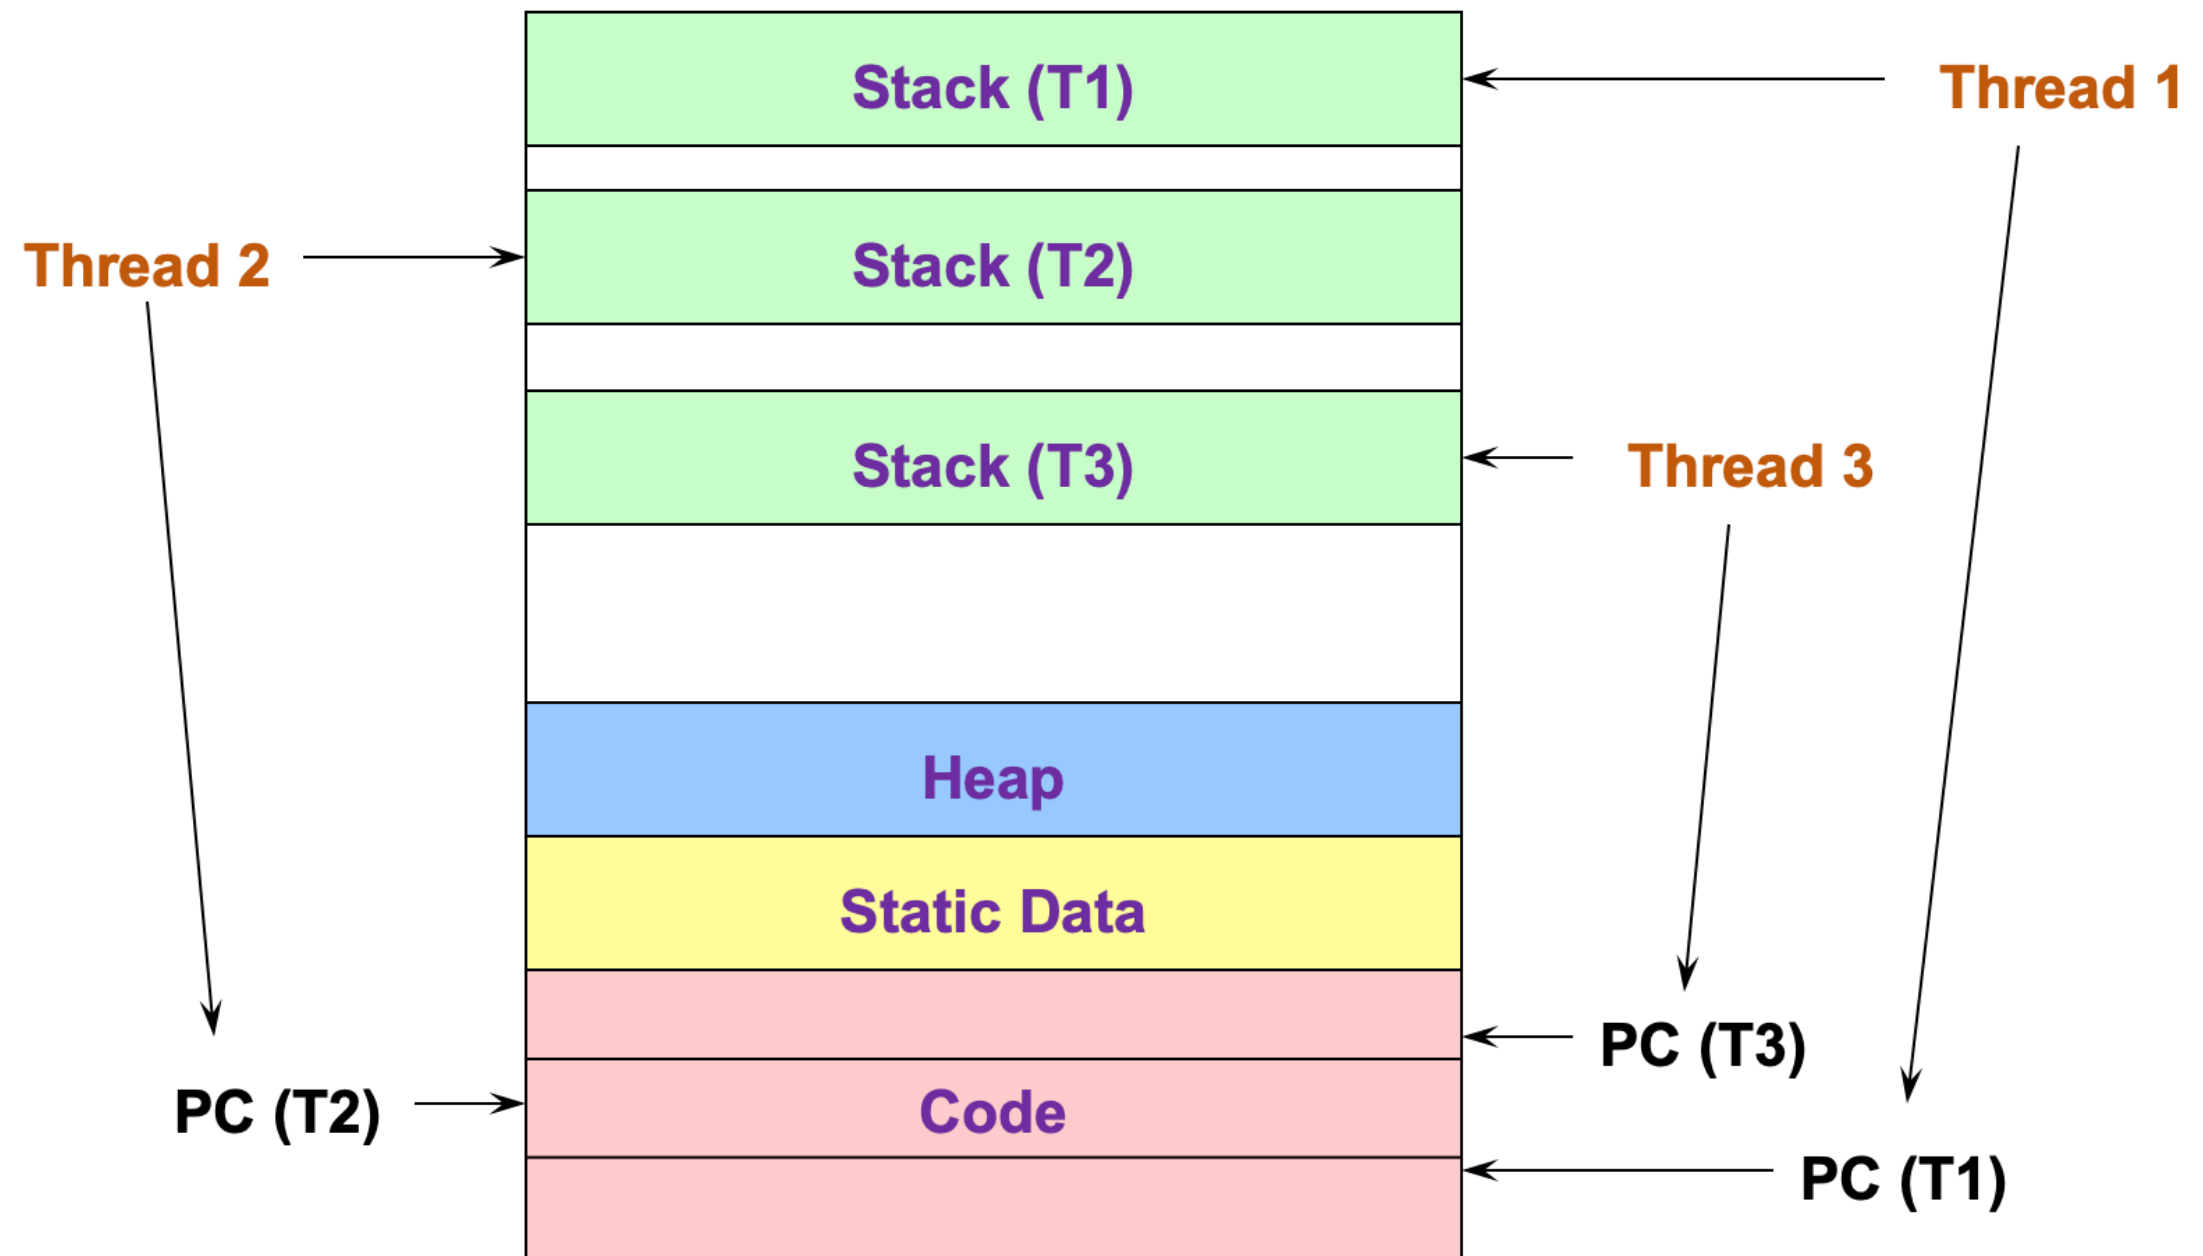 Stack (T1)
Thread 1
Thread 2
Stack (T2)
Stack (T3)
Thread 3
Heap
Static Data
PC (T3)
PC (T2)
Code
PC (T1)